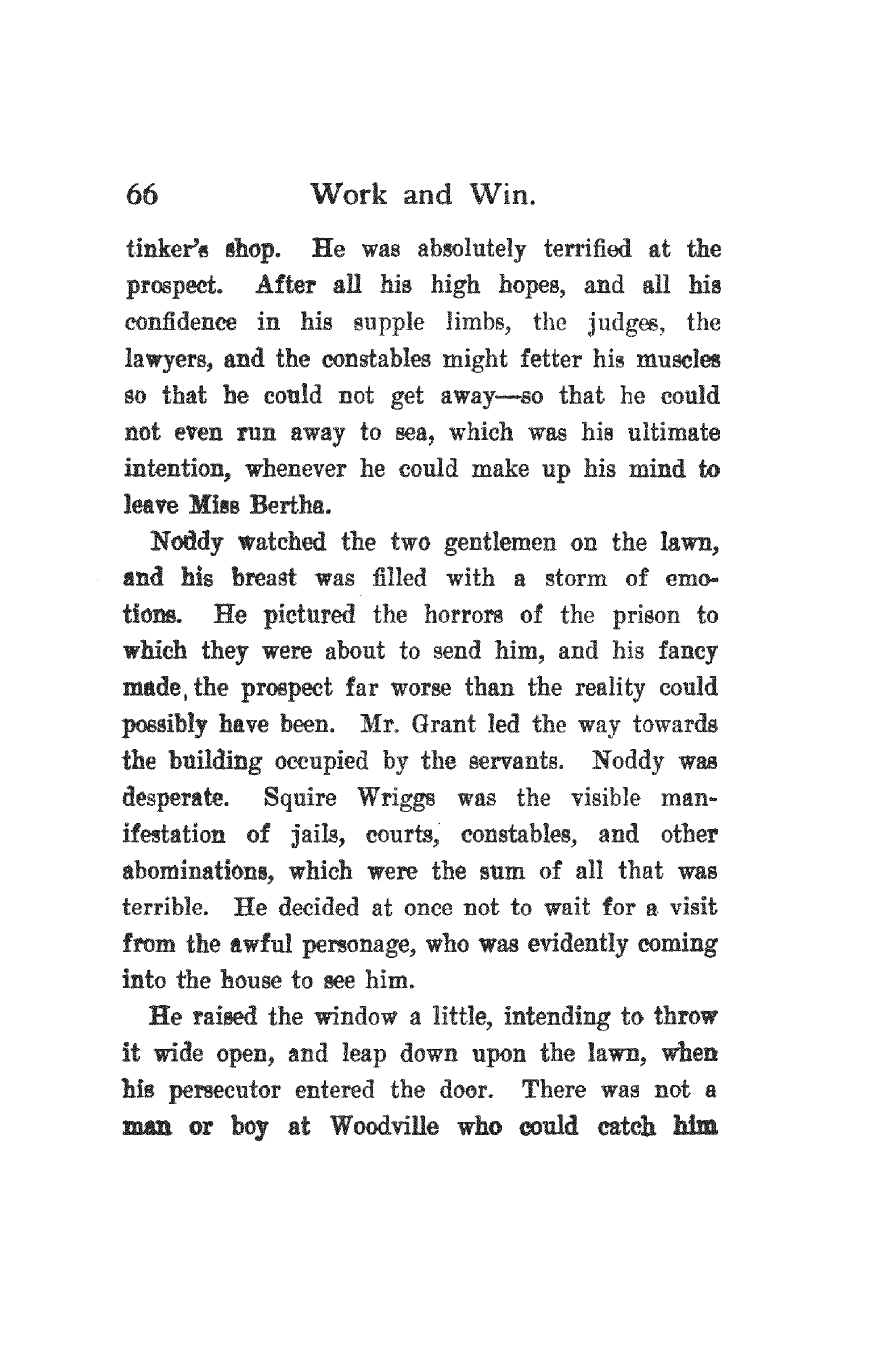 66 Work and Win.
tinker's shop. He was absolutely terrified at the
prospect. After all his high hopes, and all his
confidence in his supple limbs, the judges, the
lawyers, and the constables might fetter his muscles
so that he could not get away—so that he could
not even run away to sea, which was his ultimate
intention, whenever he could make up his mind to
leave Miss Bertha.
Noddy watched the two gentlemen on the lawn,
and his breast was filled with a storm of emo-
tions. He pictured the horrors of the prison to
which they were about to send him, and his fancy
made the prospect far worse than the reality could
possibly have been. Mr. Grant led the way towards
the building occupied by the servants. Noddy was
desperate. Squire Wriggs was the visible man-
ifestation of jails, courts, constables, and other
abominations, which were the sum of all that was
terrible. He decided at once not to wait for a visit
from the awful personage, who was evidently coming
into the house to see him.
He raised the window a little, intending to throw
it wide open, and leap down upon the lawn, when
his persecutor entered the door. There was not a
man or boy at Woodville who could catch him